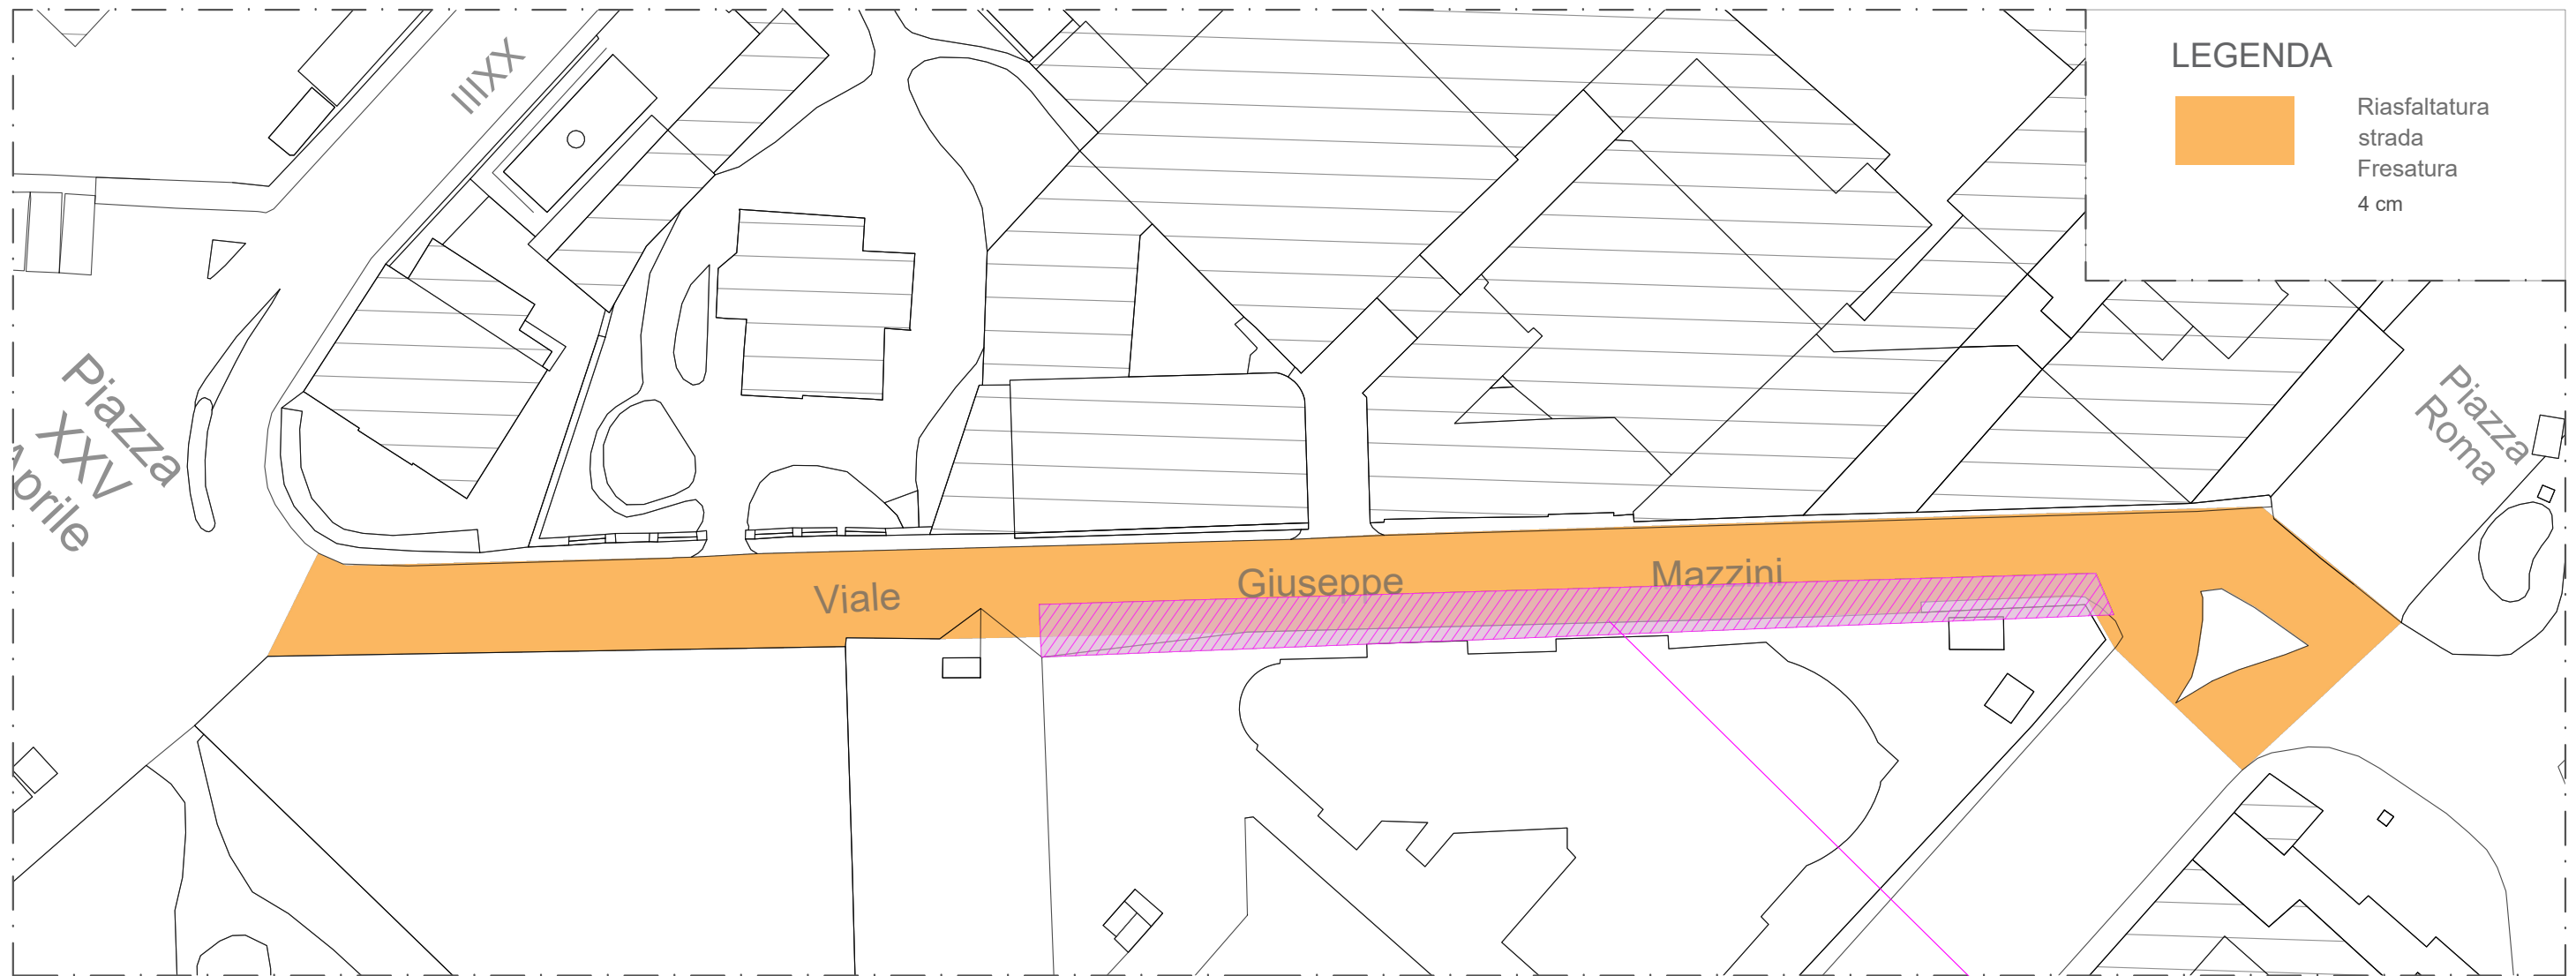 XXIII
LEGENDA
Riasfaltatura
strada
Fresatura
4 cm
Piazza
XXV
Aprile
Piazza
Roma
Viale Giuseppe Mazzini